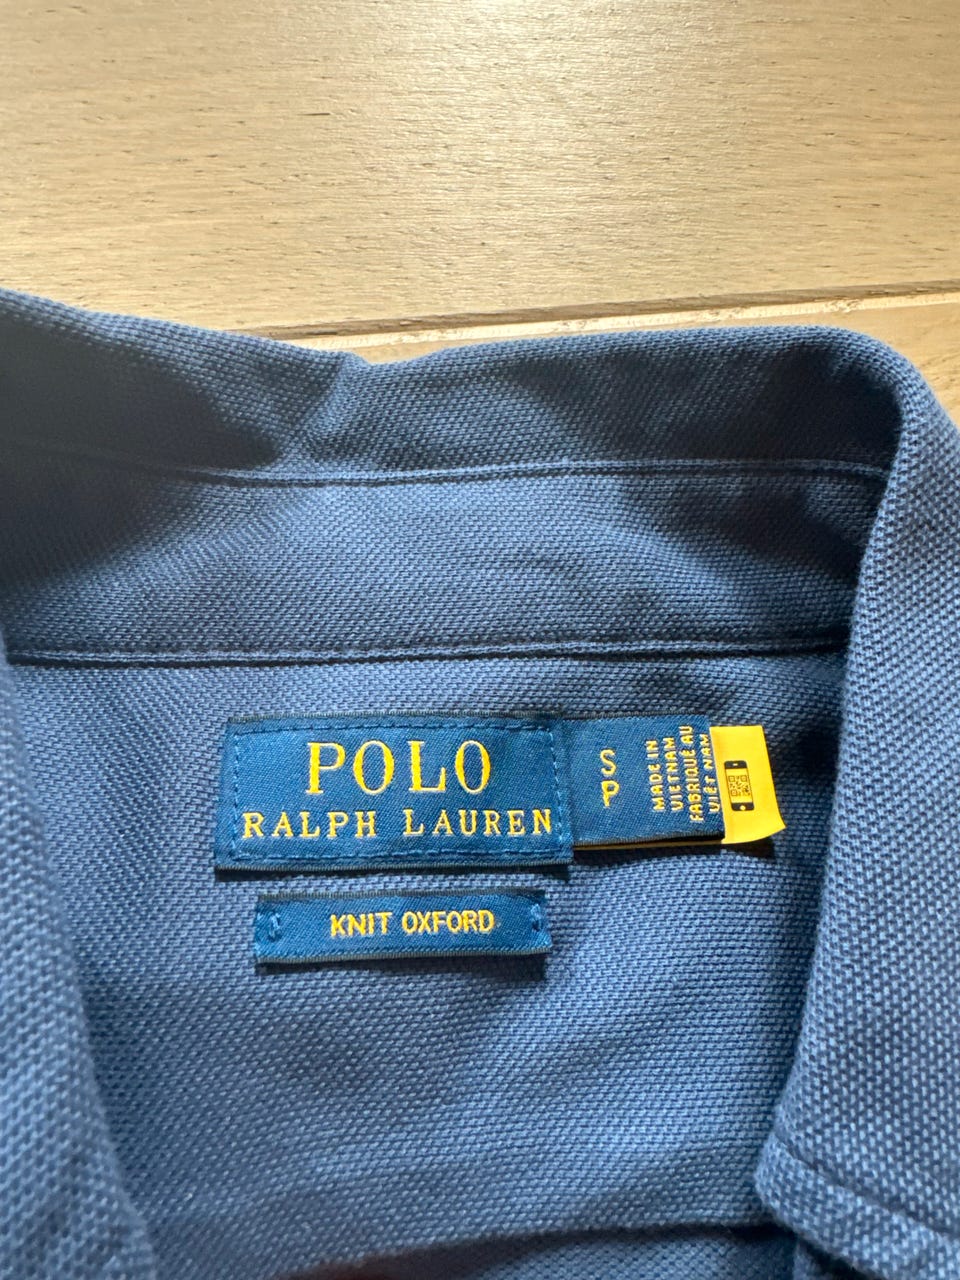 POLO
RALPH LAUREN
S
P
MADE IN
VIETNAM
FABRIQUÉ AU
VIÊT NAM
KNIT OXFORD